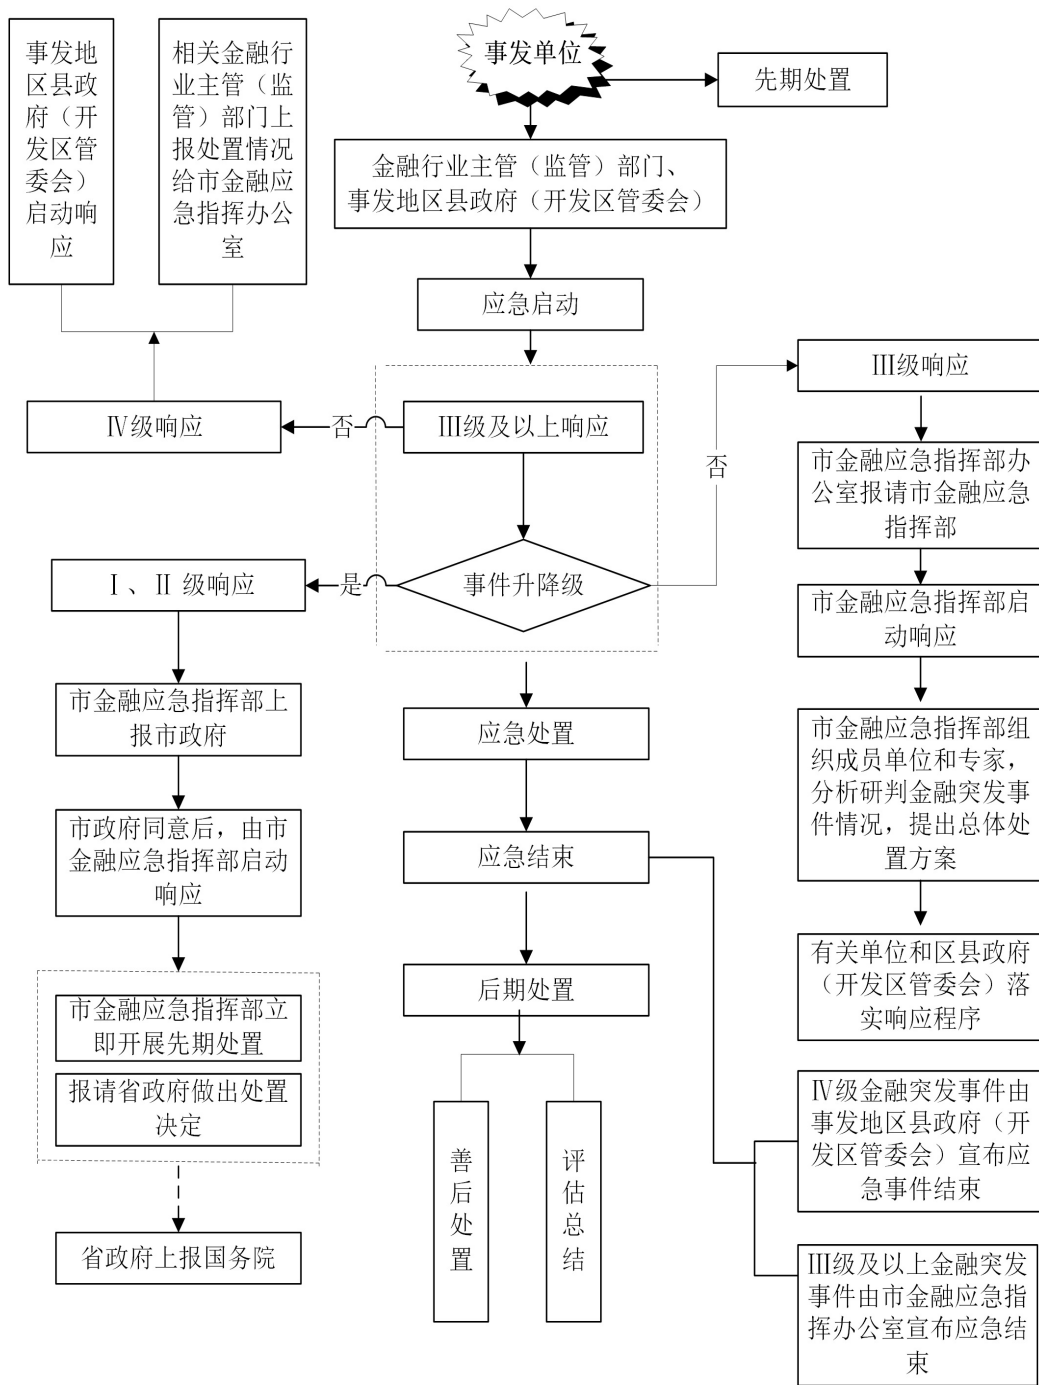 事发单位
先期处置
金融行业主管（监管）部门、
事发地区县政府（开发区管委会）
应急启动
事发地
区县政
府（开
发区管
委会）
启动响
应
相关金融行
业主管（监
管）部门上
报处置情况
给市金融应
急指挥办公
室
Ⅲ级及以上响应
否
Ⅳ级响应
事件升降级
是
Ⅰ、Ⅱ 级响应
否
Ⅲ级响应
市金融应急指挥部办
公室报请市金融应急
指挥部
市金融应急指挥部启
动响应
市金融应急指挥部组
织成员单位和专家，
分析研判金融突发事
件情况，提出总体处
置方案
有关单位和区县政府
（开发区管委会）落
实响应程序
市金融应急指挥部上
报市政府
市政府同意后，由市
金融应急指挥部启动
响应
市金融应急指挥部立
即开展先期处置
报请省政府做出处置
决定
省政府上报国务院
应急处置
应急结束
后期处置
善后处置
评估总结
Ⅳ级金融突发事件由
事发地区县政府（开
发区管委会）宣布应
急事件结束
Ⅲ级及以上金融突发
事件由市金融应急指
挥办公室宣布应急结
束